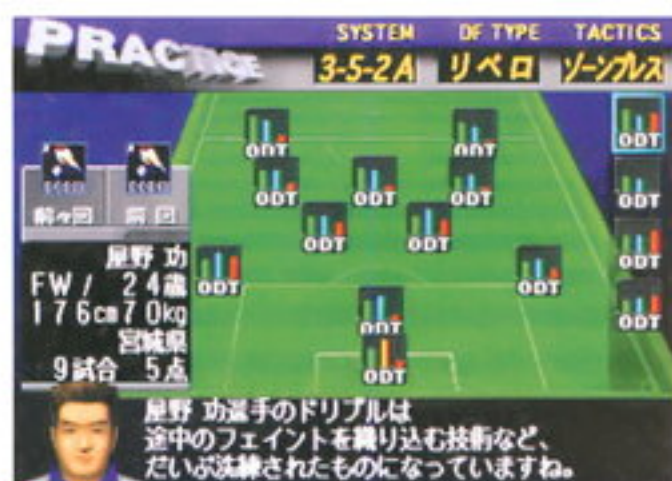 PRACTICE
SYSTEM DF TYPE TACTICS
3-5-2A リベロ ゾーンプレス
前々回 前回
屋野 功
FW/ 24歳
176cm70kg
宮城県
9試合 5点
ODT ODT
ODT ODT ODT
ODT ODT
ODT ODT
ODT
ODT
ODT
ODT
ODT
ODT
屋野 功選手のドリブルは
途中のフェイントを織り込む技術など、
だいぶ洗練されたものになっていますね。